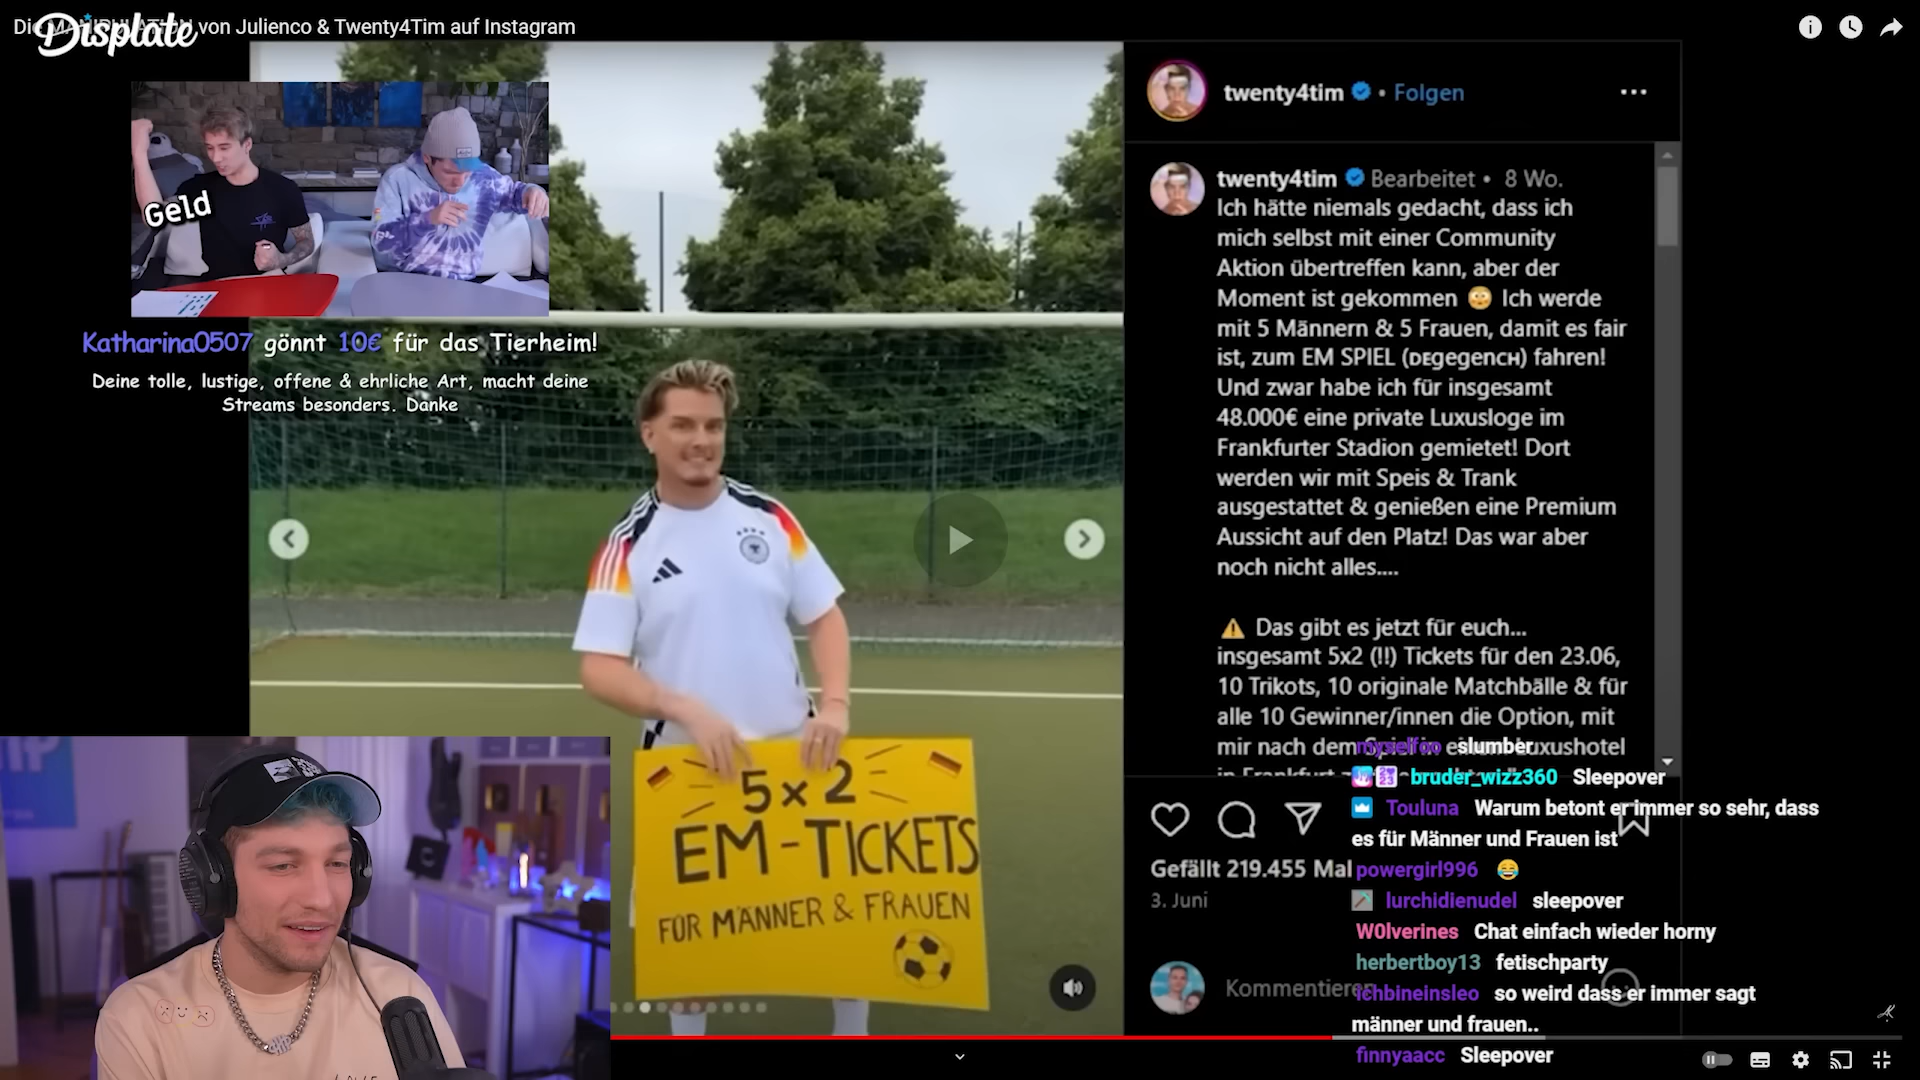 Die MANIPULATION von Julienco & Twenty4Tim auf Instagram
Displate
Geld
Katharina0507 gönnt 10€ für das Tierheim!
Deine tolle, lustige, offene & ehrliche Art, macht deine
Streams besonders. Danke
twenty4tim • Folgen
twenty4tim Bearbeitet • 8 Wo.
Ich hätte niemals gedacht, dass ich
mich selbst mit einer Community
Aktion übertreffen kann, aber der
Moment ist gekommen 😳 Ich werde
mit 5 Männern & 5 Frauen, damit es fair
ist, zum EM SPIEL (ᴅᴇgegenᴄʜ) fahren!
Und zwar habe ich für insgesamt
48.000€ eine private Luxusloge im
Frankfurter Stadion gemietet! Dort
werden wir mit Speis & Trank
ausgestattet & genießen eine Premium
Aussicht auf den Platz! Das war aber
noch nicht alles....
⚠️ Das gibt es jetzt für euch...
insgesamt 5x2 (!!) Tickets für den 23.06,
10 Trikots, 10 originale Matchbälle & für
alle 10 Gewinner/innen die Option, mit
mir nach dem Luxushotel
in Frankfurt
5x2
EM-TICKETS
FÜR MÄNNER & FRAUEN
Gefällt 219.455 Mal
3. Juni
Kommentieren
myselfoo slumber
bruder_wizz360 Sleepover
Touluna Warum betont er immer so sehr, dass
es für Männer und Frauen ist
powergirl996 😂
lurchidienudel sleepover
W0lverines Chat einfach wieder horny
herbertboy13 fetischparty
ichbineinsleo so weird dass er immer sagt
männer und frauen..
finnyaacc Sleepover